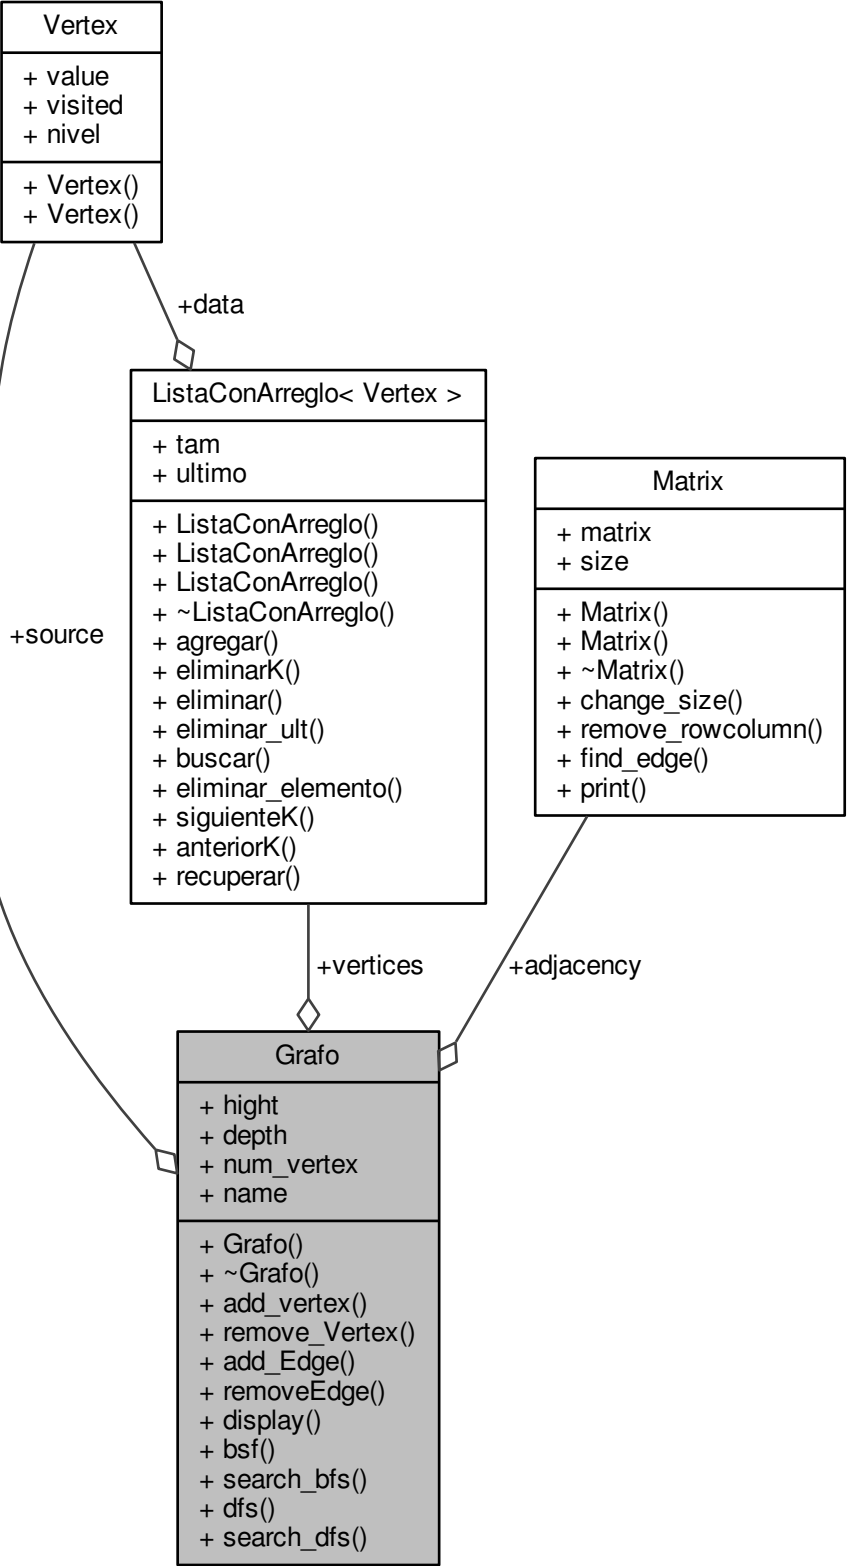 Vertex
+ value
+ visited
+ nivel
+ Vertex()
+ Vertex()
+data
ListaConArreglo< Vertex >
+ tam
+ ultimo
+ ListaConArreglo()
+ ListaConArreglo()
+ ListaConArreglo()
+ ~ListaConArreglo()
+ agregar()
+ eliminarK()
+ eliminar()
+ eliminar_ult()
+ buscar()
+ eliminar_elemento()
+ siguienteK()
+ anteriorK()
+ recuperar()
Matrix
+ matrix
+ size
+ Matrix()
+ Matrix()
+ ~Matrix()
+ change_size()
+ remove_rowcolumn()
+ find_edge()
+ print()
+source
+vertices
+adjacency
Grafo
+ hight
+ depth
+ num_vertex
+ name
+ Grafo()
+ ~Grafo()
+ add_vertex()
+ remove_Vertex()
+ add_Edge()
+ removeEdge()
+ display()
+ bsf()
+ search_bfs()
+ dfs()
+ search_dfs()